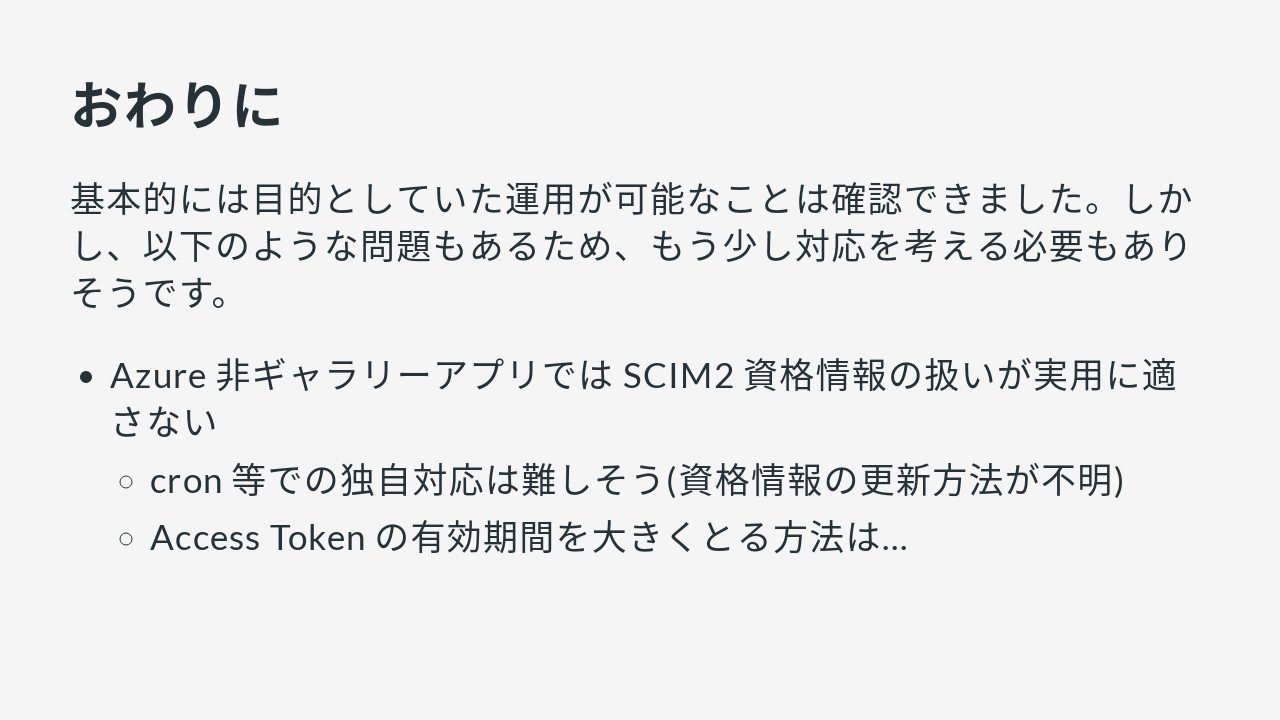 おわりに
基本的には目的としていた運用が可能なことは確認できました。しか
し、以下のような問題もあるため、もう少し対応を考える必要もあり
そうです。
• Azure 非ギャラリーアプリでは SCIM2 資格情報の扱いが実用に適
さない
○ cron 等での独自対応は難しそう(資格情報の更新方法が不明)
○ Access Token の有効期間を大きくとる方法は...